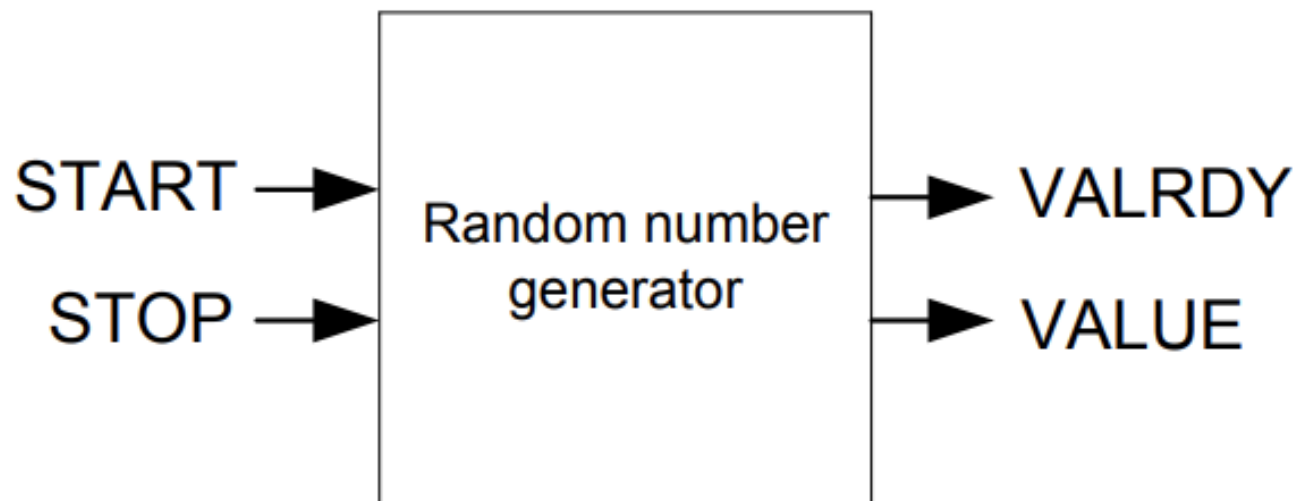 START
STOP
Random number
generator
VALRDY
VALUE